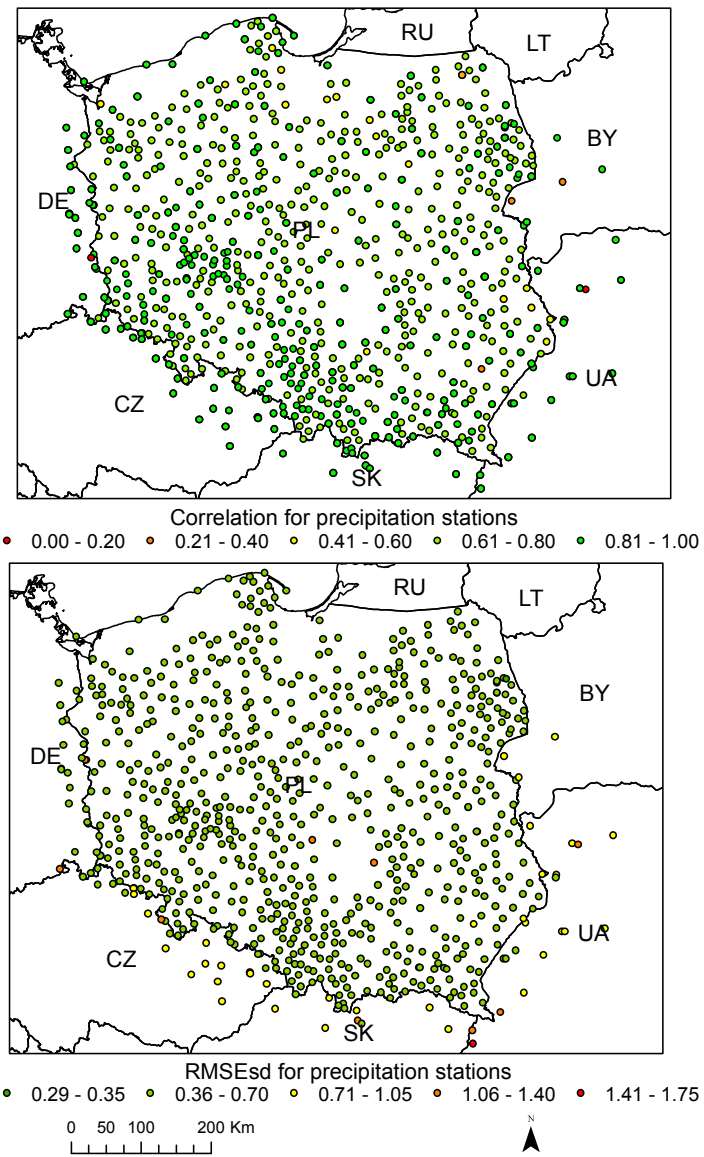 RU
LT
BY
DE
PL
UA
CZ
SK
Correlation for precipitation stations
0.00 - 0.20 0.21 - 0.40 0.41 - 0.60 0.61 - 0.80 0.81 - 1.00
RU
LT
BY
DE
PL
UA
CZ
SK
RMSEsd for precipitation stations
0.29 - 0.35 0.36 - 0.70 0.71 - 1.05 1.06 - 1.40 1.41 - 1.75
N
0 50 100 200 Km